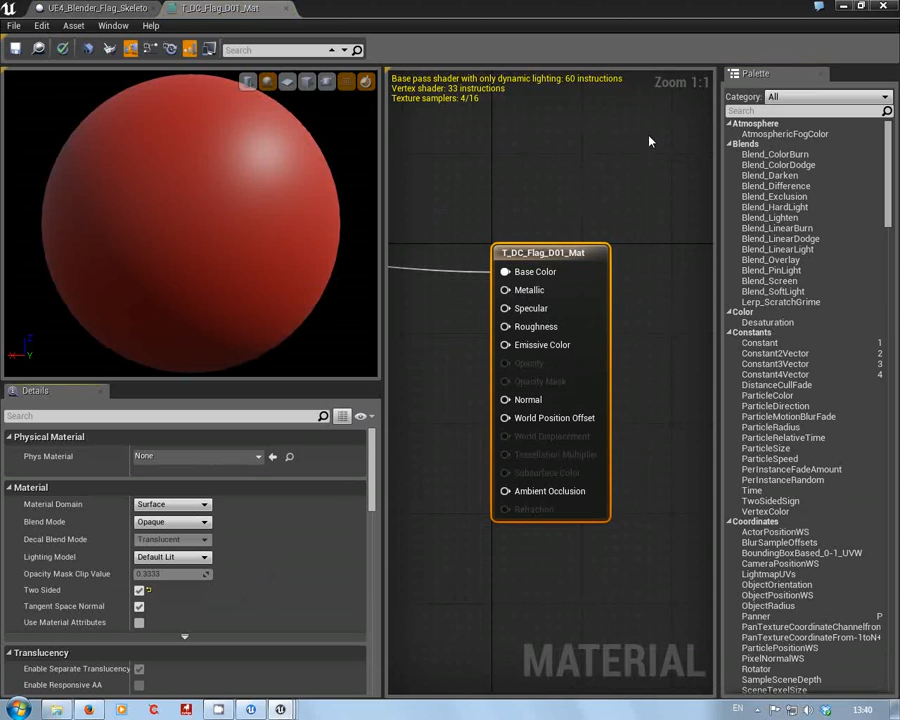 UE4_Blender_Flag_Skeleto
T_DC_Flag_D01_Mat
File Edit Asset Window Help
Search
Base pass shader with only dynamic lighting: 60 instructions
Vertex shader: 33 instructions
Texture samplers: 4/16
Zoom 1:1
T_DC_Flag_D01_Mat
Base Color
Metallic
Specular
Roughness
Emissive Color
Opacity
Opacity Mask
Normal
World Position Offset
World Displacement
Tessellation Multiplier
Subsurface Color
Ambient Occlusion
Refraction
MATERIAL
X Y Z
Details
Search
Physical Material
Phys Material None
Material
Material Domain Surface
Blend Mode Opaque
Decal Blend Mode Translucent
Lighting Model Default Lit
Opacity Mask Clip Value 0.3333
Two Sided
Tangent Space Normal
Use Material Attributes
Translucency
Enable Separate Translucency
Enable Responsive AA
Palette
Category: All
Search
Atmosphere
AtmosphericFogColor
Blends
Blend_ColorBurn
Blend_ColorDodge
Blend_Darken
Blend_Difference
Blend_Exclusion
Blend_HardLight
Blend_Lighten
Blend_LinearBurn
Blend_LinearDodge
Blend_LinearLight
Blend_Overlay
Blend_PinLight
Blend_Screen
Blend_SoftLight
Lerp_ScratchGrime
Color
Desaturation
Constants
Constant 1
Constant2Vector 2
Constant3Vector 3
Constant4Vector 4
DistanceCullFade
ParticleColor
ParticleDirection
ParticleMotionBlurFade
ParticleRadius
ParticleRelativeTime
ParticleSize
ParticleSpeed
PerInstanceFadeAmount
PerInstanceRandom
Time
TwoSidedSign
VertexColor
Coordinates
ActorPositionWS
BlurSampleOffsets
BoundingBoxBased_0-1_UVW
CameraPositionWS
LightmapUVs
ObjectOrientation
ObjectPositionWS
ObjectRadius
Panner P
PanTextureCoordinateChannelfron
PanTextureCoordinateFrom-1toN+
ParticlePositionWS
PixelNormalWS
Rotator
SampleSceneDepth
SceneTexelSize
EN 13:40